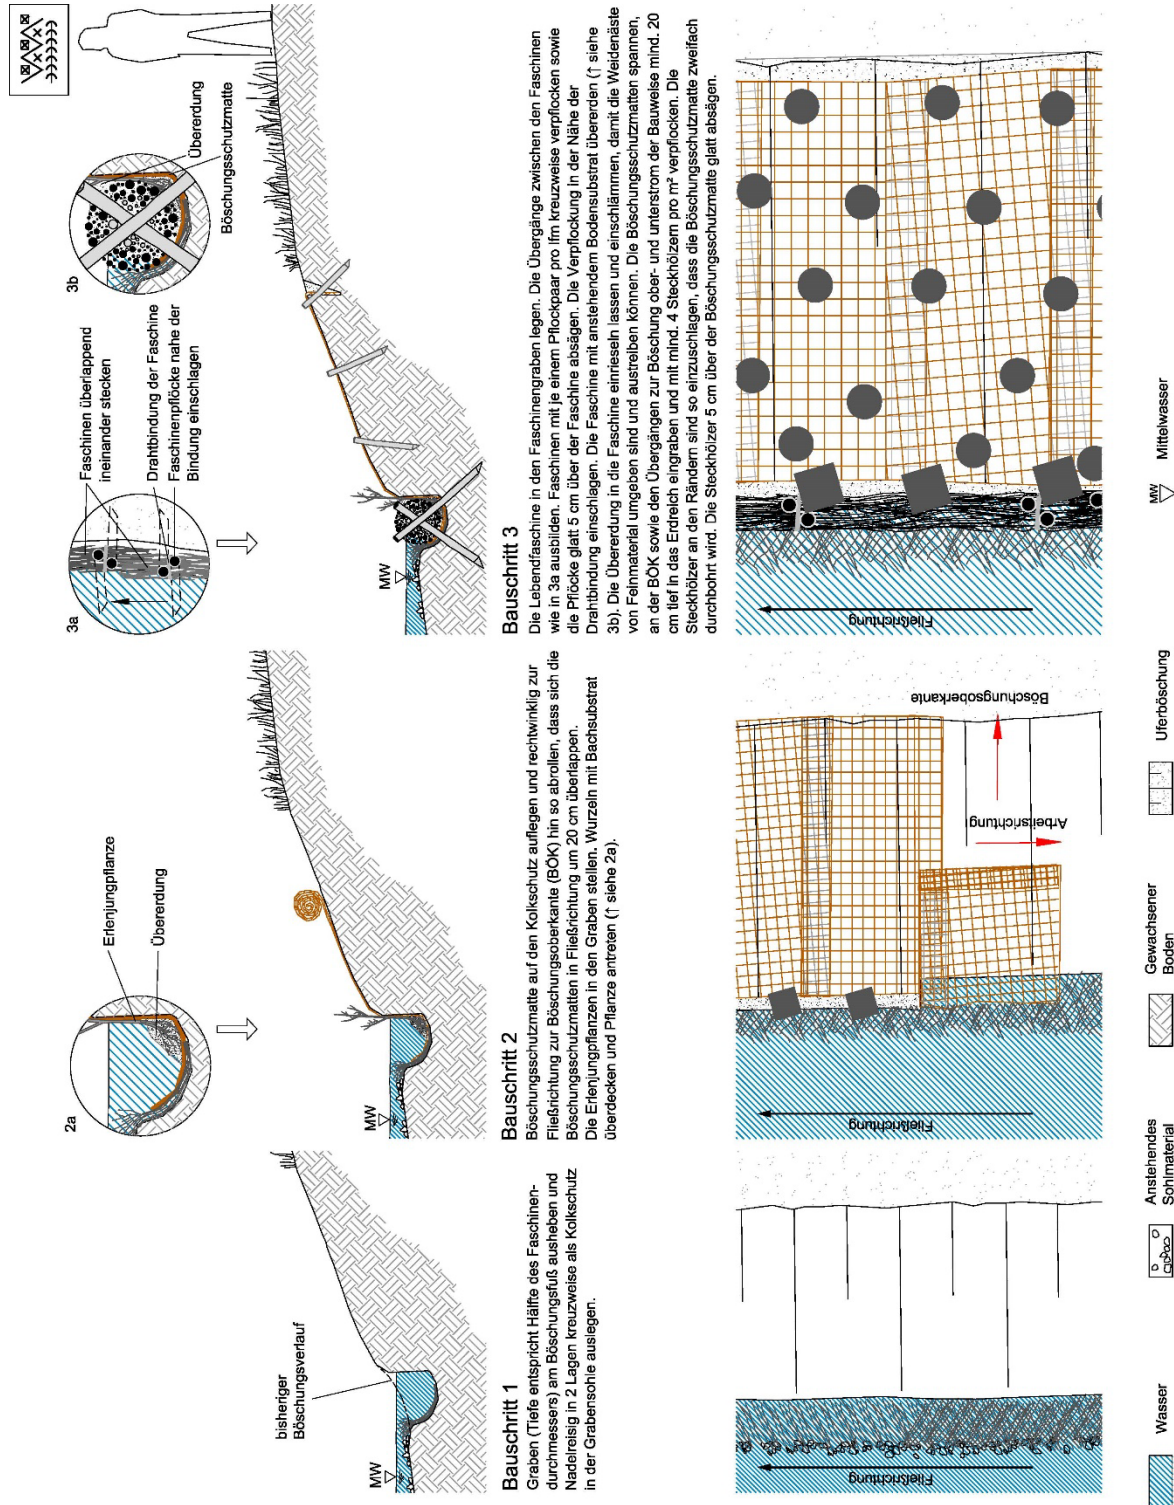 bisheriger
Böschungsverlauf
MW
Bauschritt 1
Graben (Tiefe entspricht Hälfte des Faschinen-
durchmessers) am Böschungsfuß ausheben und
Nadelreisig in 2 Lagen kreuzweise als Kolkschutz
in der Grabensohle auslegen.
Fließrichtung
2a
Erlenjungpflanze
Übererdung
MW
Bauschritt 2
Böschungsschutzmatte auf den Kolkschutz auflegen und rechtwinklig zur
Fließrichtung zur Böschungsoberkante (BOK) hin so abrollen, dass sich die
Böschungsschutzmatten in Fließrichtung um 20 cm überlappen.
Die Erlenjungpflanzen in den Graben stellen. Wurzeln mit Bachsubstrat
überdecken und Pflanze antreten (↑ siehe 2a).
Fließrichtung
Arbeitsrichtung
Böschungsoberkante
3a
Faschinen überlappend
ineinander stecken
Drahtbindung der Faschine
Faschinenpflöcke nahe der
Bindung einschlagen
3b
Übererdung
Böschungsschutzmatte
MW
Bauschritt 3
Die Lebendfaschine in den Faschinengraben legen. Die Übergänge zwischen den Faschinen
wie in 3a ausbilden. Faschinen mit je einem Pflockpaar pro lfm kreuzweise verpflocken sowie
die Pflöcke glatt 5 cm über der Faschine absägen. Die Verpflockung in der Nähe der
Drahtbindung einschlagen. Die Faschine mit anstehendem Bodensubstrat übererden (↑ siehe
3b). Die Übererdung in die Faschine einrieseln lassen und einschlämmen, damit die Weidenäste
von Feinmaterial umgeben sind und austreiben können. Die Böschungsschutzmatten spannen,
an der BOK sowie den Übergängen zur Böschung ober- und unterstrom der Bauweise mind. 20
cm tief in das Erdreich eingraben und mit mind. 4 Steckhölzern pro m² verpflocken. Die
Steckhölzer an den Rändern sind so einzuschlagen, dass die Böschungsschutzmatte zweifach
durchbohrt wird. Die Steckhölzer 5 cm über der Böschungsschutzmatte glatt absägen
Fließrichtung
Wasser
Anstehendes
Sohlmaterial
Gewachsener
Boden
Uferböschung
MW
Mittelwasser